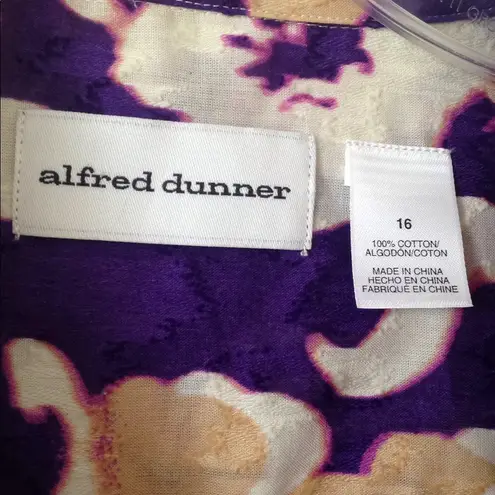 alfred dunner
16
100% COTTON/
ALGODÓN/COTON
MADE IN CHINA
HECHO EN CHINA
FABRIQUÉ EN CHINE